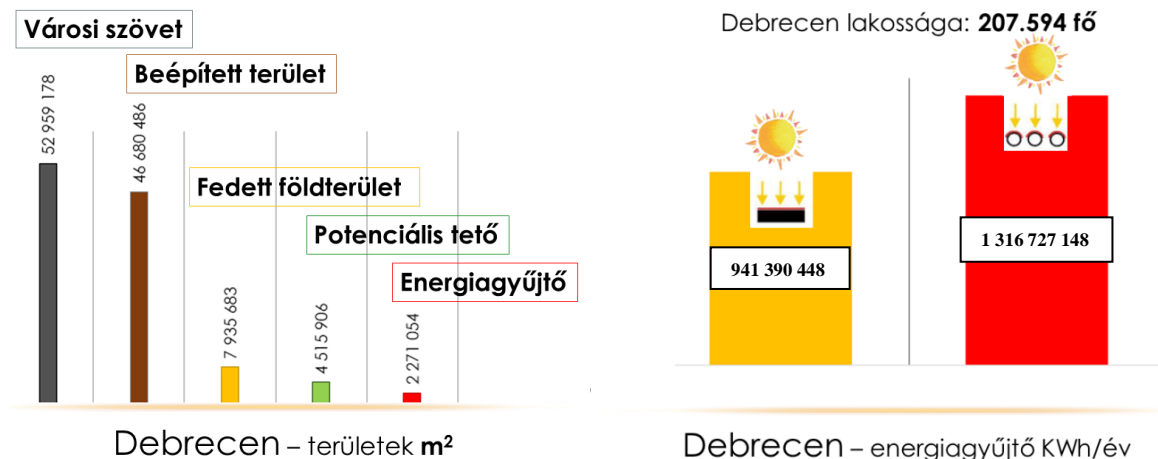 Városi szövet
Beépített terület
Fedett földterület
Potenciális tető
Energiagyűjtő
52 959 178
46 680 486
7 935 683
4 515 906
2 271 054
Debrecen – területek m²
Debrecen lakossága: 207.594 fő
941 390 448
1 316 727 148
Debrecen – energiagyűjtő KWh/év